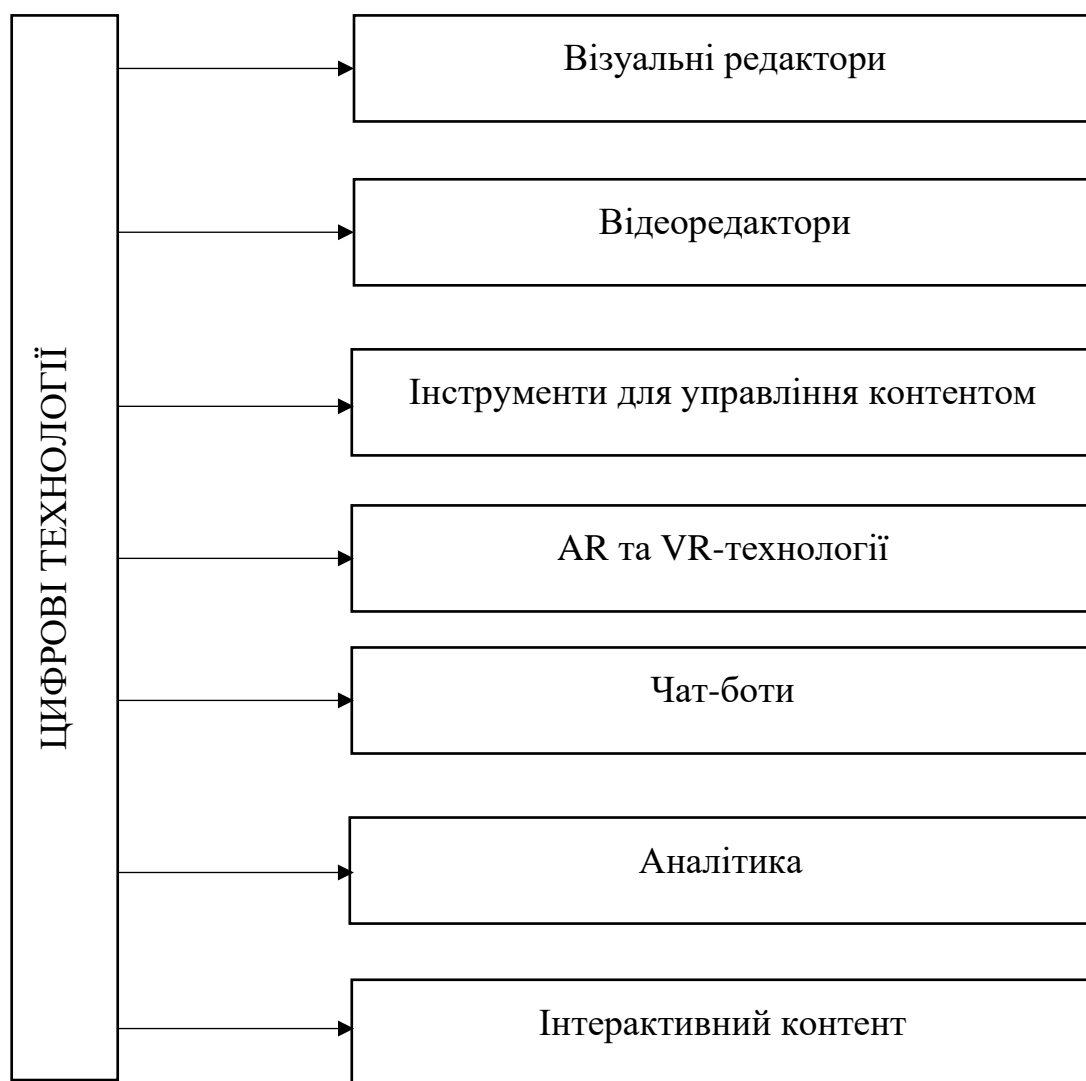 ЦИФРОВІ ТЕХНОЛОГІЇ
Візуальні редактори
Відеоредактори
Інструменти для управління контентом
AR та VR-технології
Чат-боти
Аналітика
Інтерактивний контент